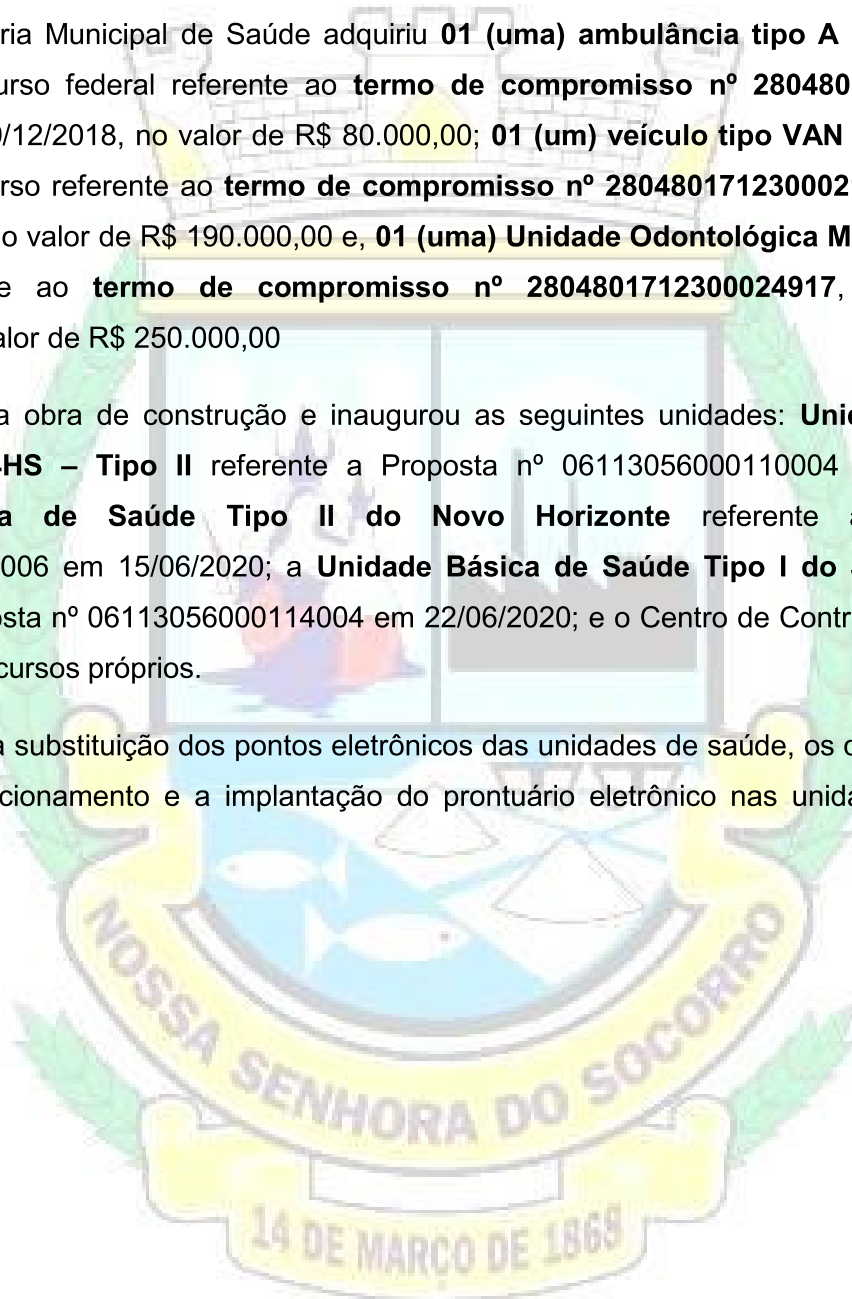 ria Municipal de Saúde adquiriu 01 (uma) ambulância tipo A
urso federal referente ao termo de compromisso nº 280480
0/12/2018, no valor de R$ 80.000,00; 01 (um) veículo tipo VAN
rso referente ao termo de compromisso nº 280480171230002
o valor de R$ 190.000,00 e, 01 (uma) Unidade Odontológica M
e ao termo de compromisso nº 2804801712300024917,
alor de R$ 250.000,00
a obra de construção e inaugurou as seguintes unidades: Unid
HS – Tipo II referente a Proposta nº 06113056000110004
a de Saúde Tipo II do Novo Horizonte referente a
006 em 15/06/2020; a Unidade Básica de Saúde Tipo I do
osta nº 06113056000114004 em 22/06/2020; e o Centro de Contr
cursos próprios.
a substituição dos pontos eletrônicos das unidades de saúde, os
cionamento e a implantação do prontuário eletrônico nas unida
NOSSA SENHORA DO SOCORRO
14 DE MARÇO DE 1868